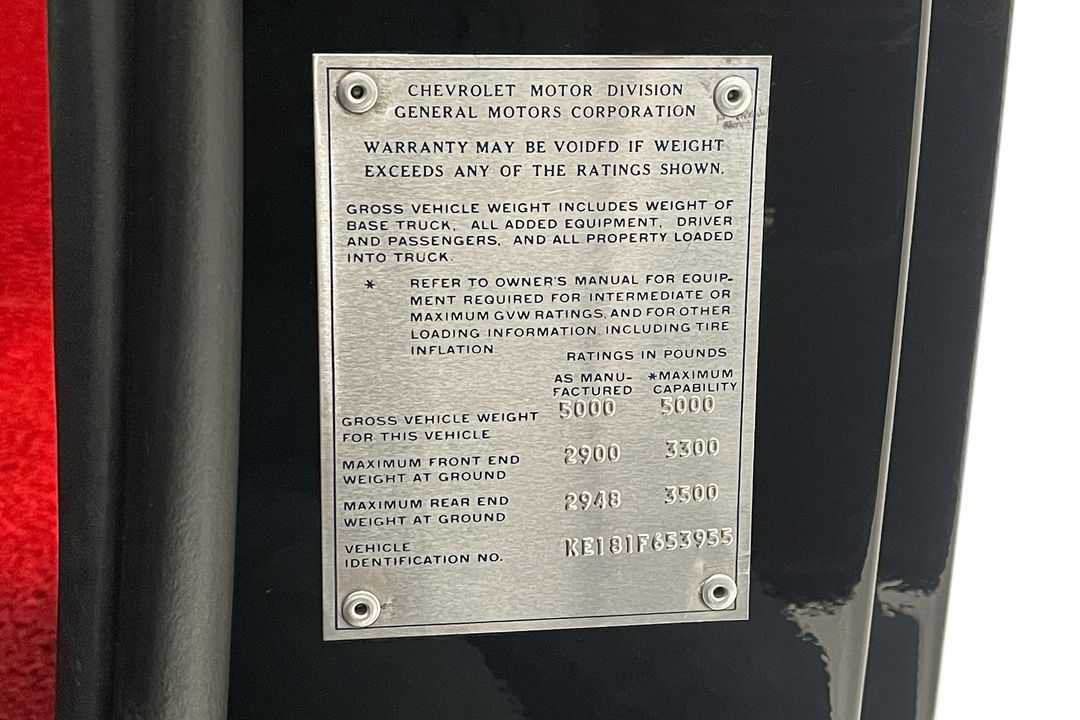 CHEVROLET MOTOR DIVISION
GENERAL MOTORS CORPORATION
WARRANTY MAY BE VOIDFD IF WEIGHT
EXCEEDS ANY OF THE RATINGS SHOWN.
GROSS VEHICLE WEIGHT INCLUDES WEIGHT OF
BASE TRUCK, ALL ADDED EQUIPMENT, DRIVER
AND PASSENGERS, AND ALL PROPERTY LOADED
INTO TRUCK.
* REFER TO OWNER'S MANUAL FOR EQUIP-
MENT REQUIRED FOR INTERMEDIATE OR
MAXIMUM GVW RATINGS, AND FOR OTHER
LOADING INFORMATION, INCLUDING TIRE
INFLATION
RATINGS IN POUNDS
AS MANU- *MAXIMUM
FACTURED CAPABILITY
GROSS VEHICLE WEIGHT 5000 5000
FOR THIS VEHICLE
MAXIMUM FRONT END 2900 3300
WEIGHT AT GROUND
MAXIMUM REAR END 2948 3500
WEIGHT AT GROUND
VEHICLE KE181F653955
IDENTIFICATION NO.